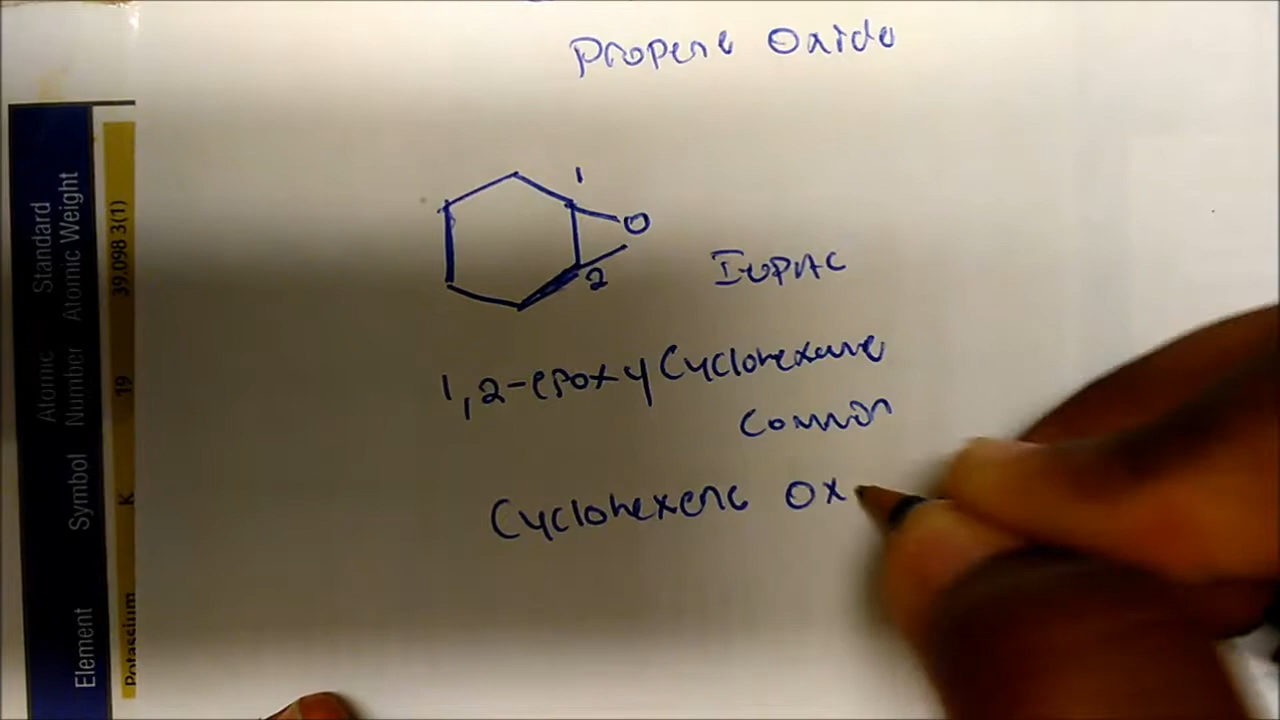 Propene Oxide
1
O
2
IUPAC
1,2-epoxycyclohexane
Common
Cyclohexene Ox
Element Symbol Atomic Number Standard Atomic Weight
Potassium K 19 39.098 3(1)